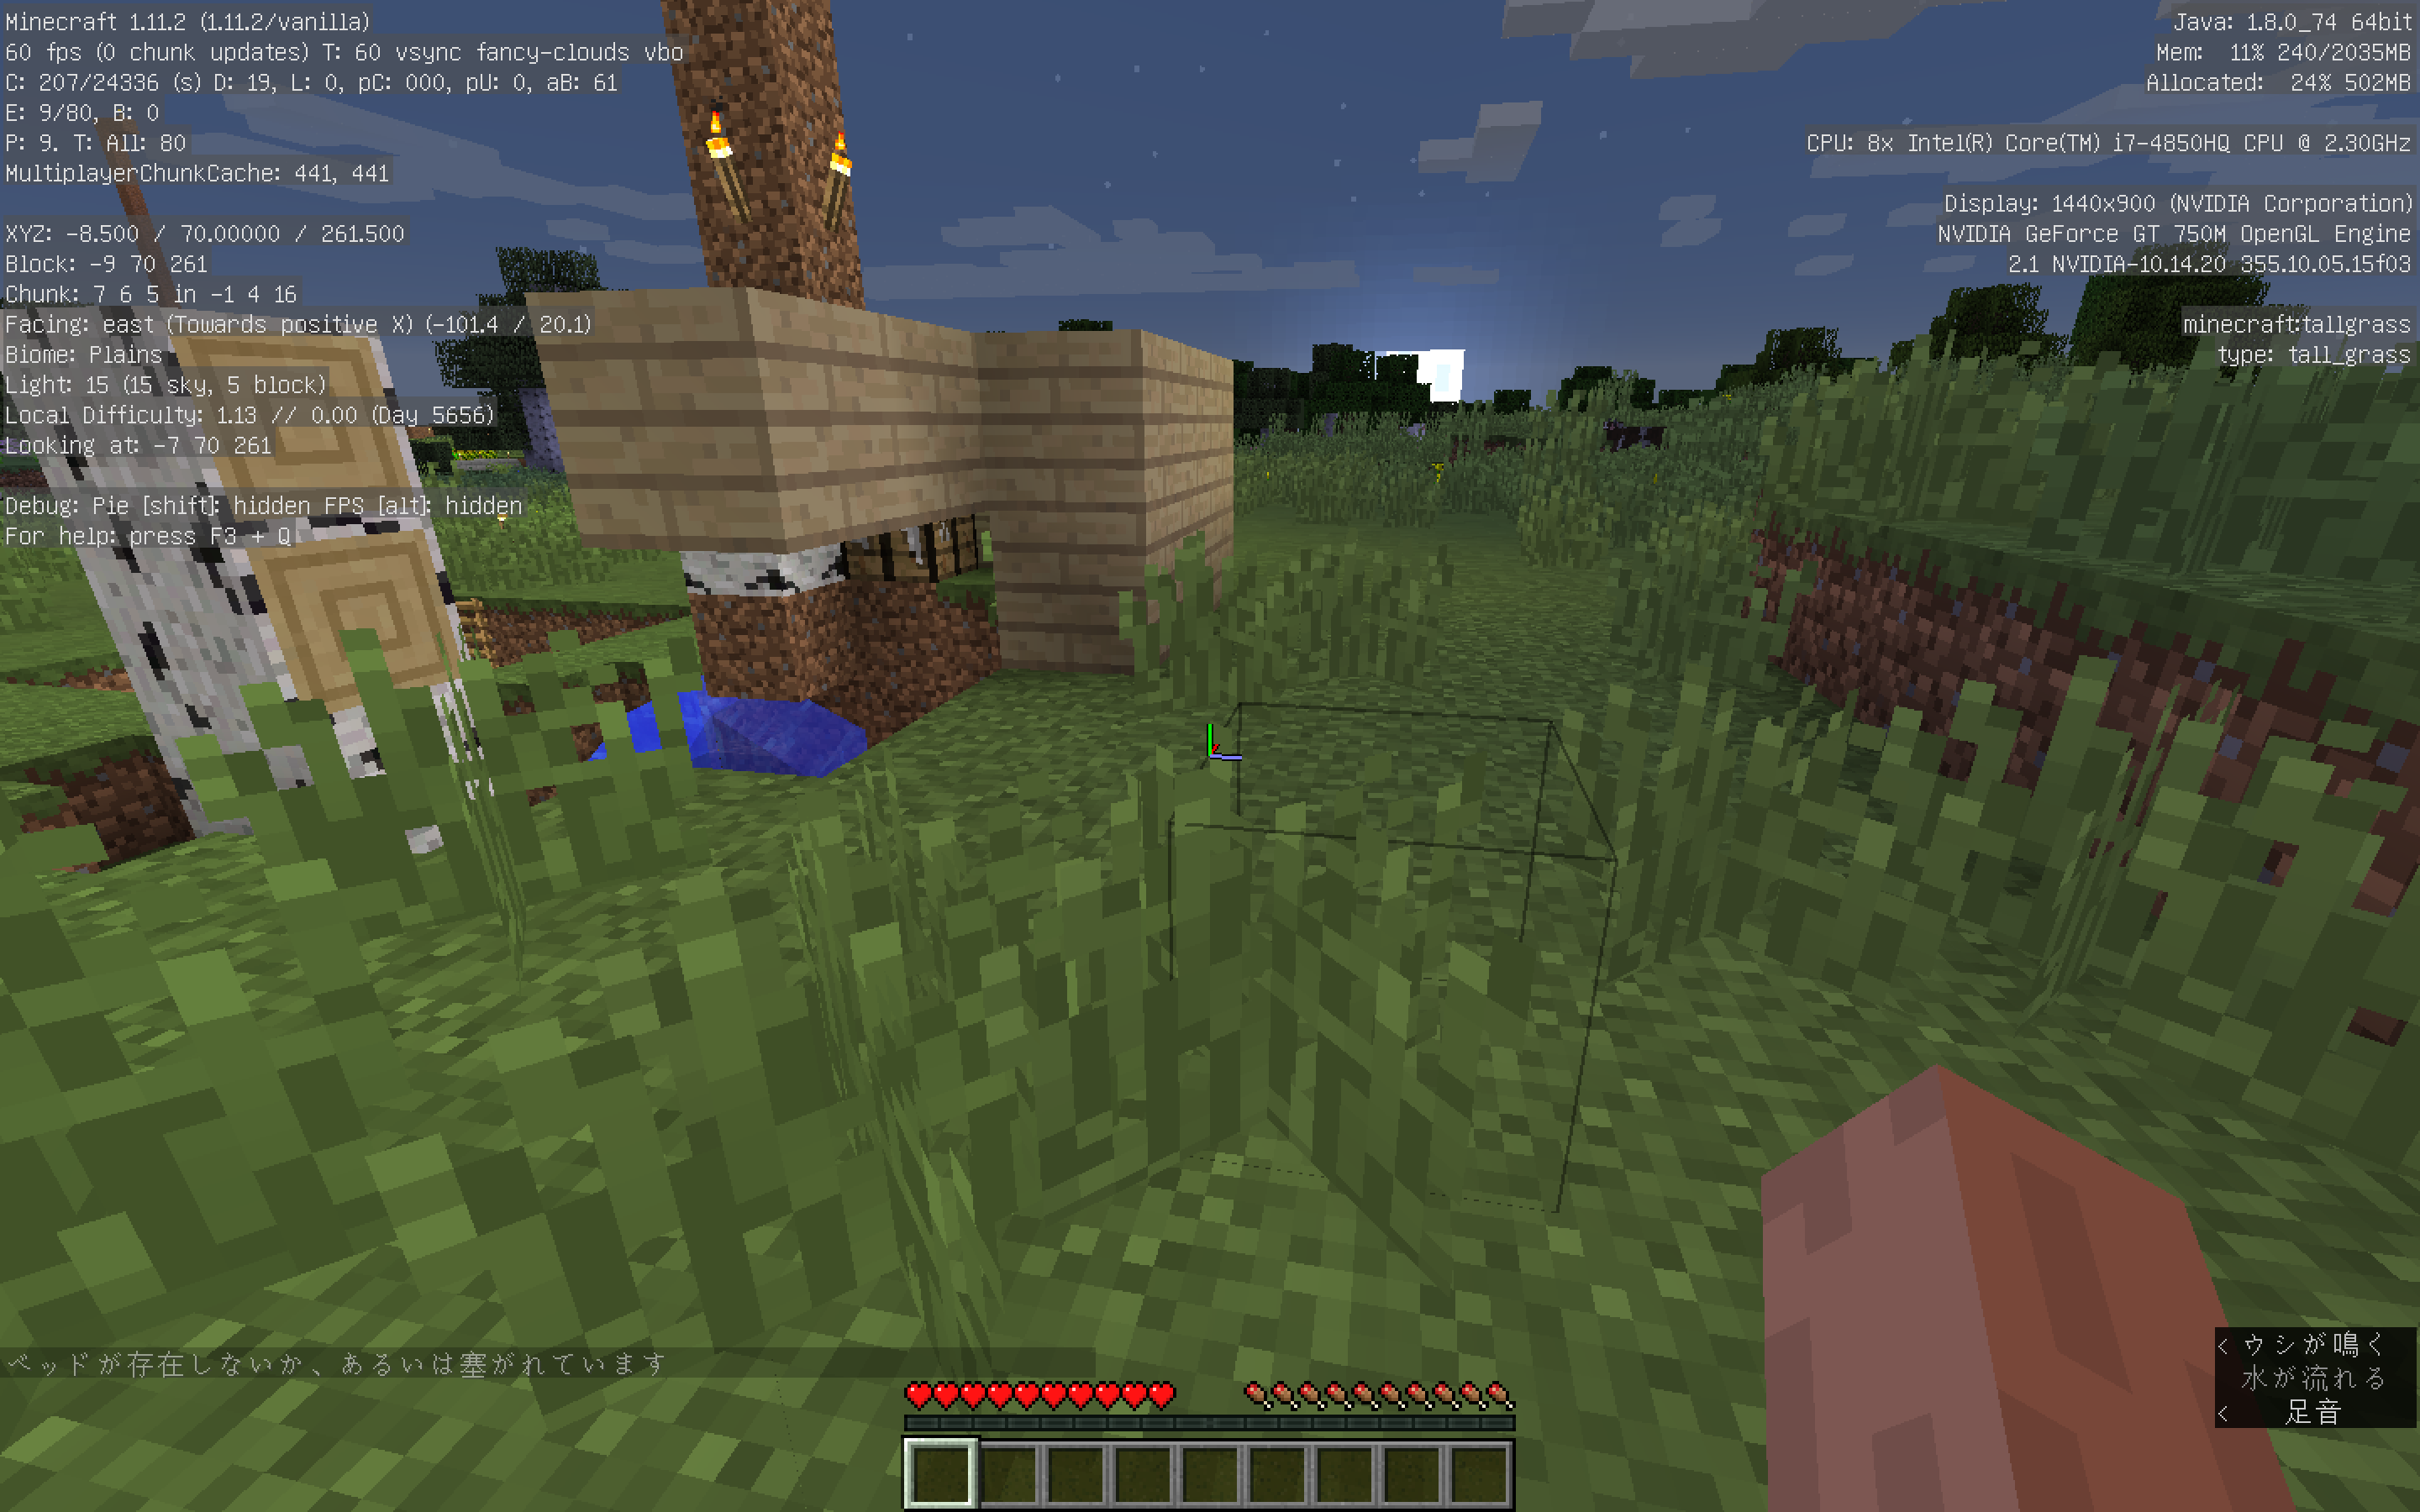 Minecraft 1.11.2 (1.11.2/vanilla)
60 fps (0 chunk updates) T: 60 vsync fancy-clouds vbo
C: 207/24336 (s) D: 19, L: 0, pC: 000, pU: 0, aB: 61
E: 9/80, B: 0
P: 9. T: All: 80
MultiplayerChunkCache: 441, 441
XYZ: -8.500 / 70.00000 / 261.500
Block: -9 70 261
Chunk: 7 6 5 in -1 4 16
Facing: east (Towards positive X) (-101.4 / 20.1)
Biome: Plains
Light: 15 (15 sky, 5 block)
Local Difficulty: 1.13 // 0.00 (Day 5656)
Looking at: -7 70 261
Debug: Pie [shift]: hidden FPS [alt]: hidden
For help: press F3 + Q
Java: 1.8.0_74 64bit
Mem: 11% 240/2035MB
Allocated: 24% 502MB
CPU: 8x Intel(R) Core(TM) i7-4850HQ CPU @ 2.30GHz
Display: 1440x900 (NVIDIA Corporation)
NVIDIA GeForce GT 750M OpenGL Engine
2.1 NVIDIA-10.14.20 355.10.05.15f03
minecraft:tallgrass
type: tall_grass
ベッドが存在しないか、あるいは塞がれています
< ウシが鳴く
水が流れる
< 足音